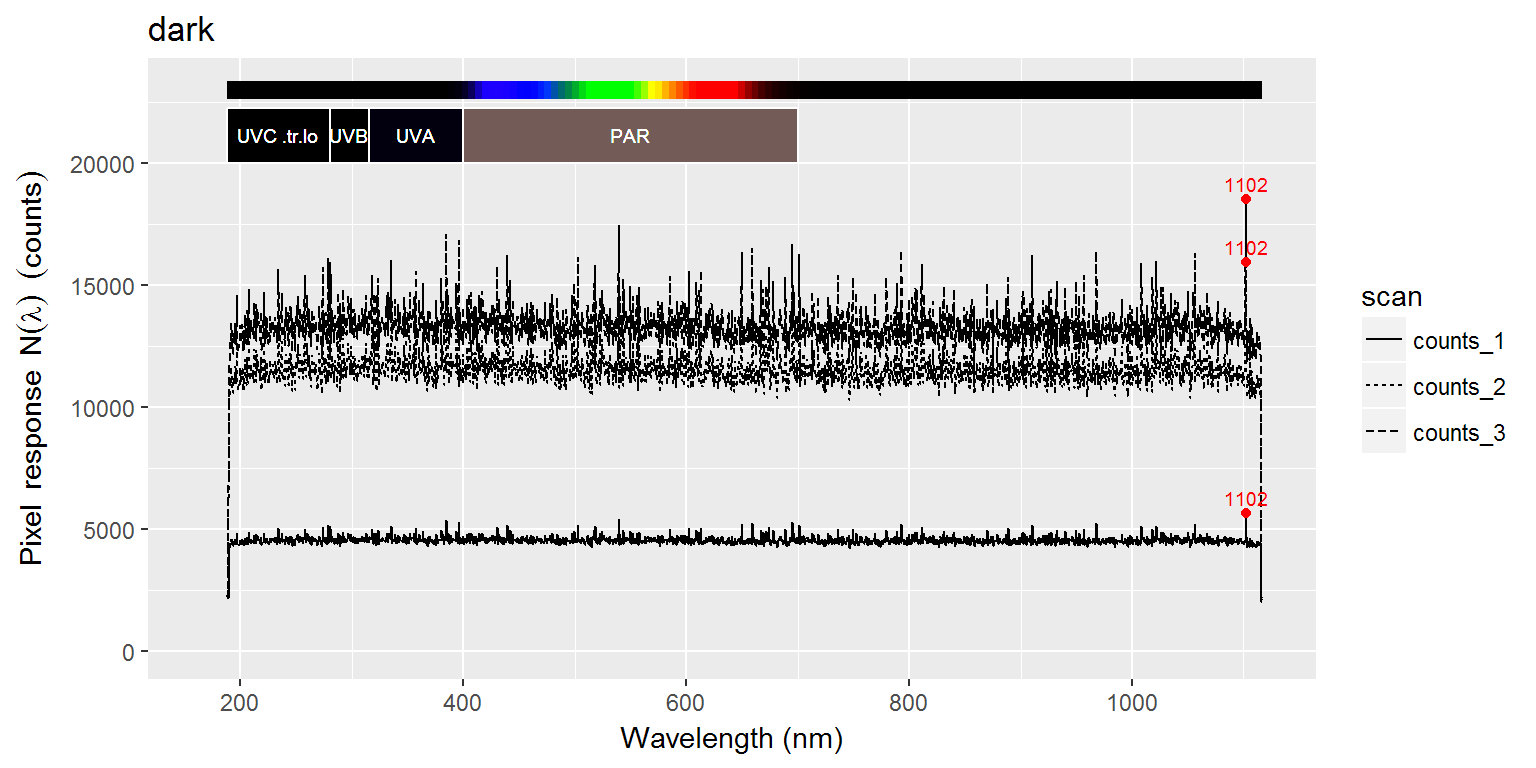 dark
UVC .tr.lo UVB UVA PAR
20000
15000
10000
5000
0
1102
1102
1102
200 400 600 800 1000
Wavelength (nm)
Pixel response N(λ) (counts)
scan
counts_1
counts_2
counts_3